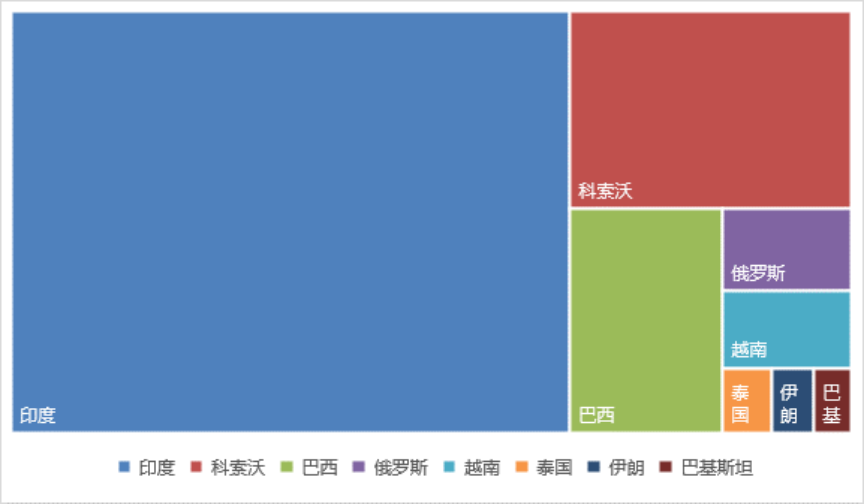 科索沃
俄罗斯
越南
印度
巴西
泰
国
伊
朗
巴
基
印度 科索沃 巴西 俄罗斯 越南 泰国 伊朗 巴基斯坦